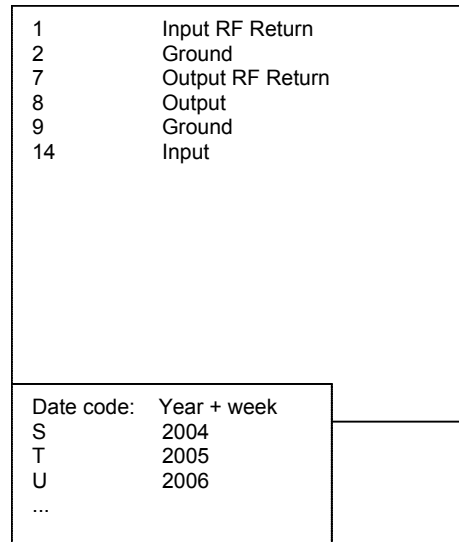 1 Input RF Return
2 Ground
7 Output RF Return
8 Output
9 Ground
14 Input
Date code: Year + week
S 2004
T 2005
U 2006
...